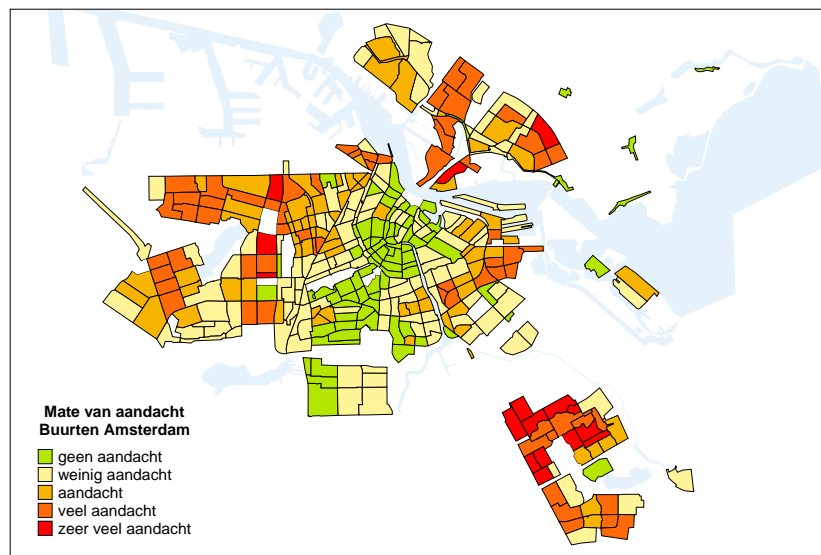 Mate van aandacht
Buurten Amsterdam
geen aandacht
weinig aandacht
aandacht
veel aandacht
zeer veel aandacht